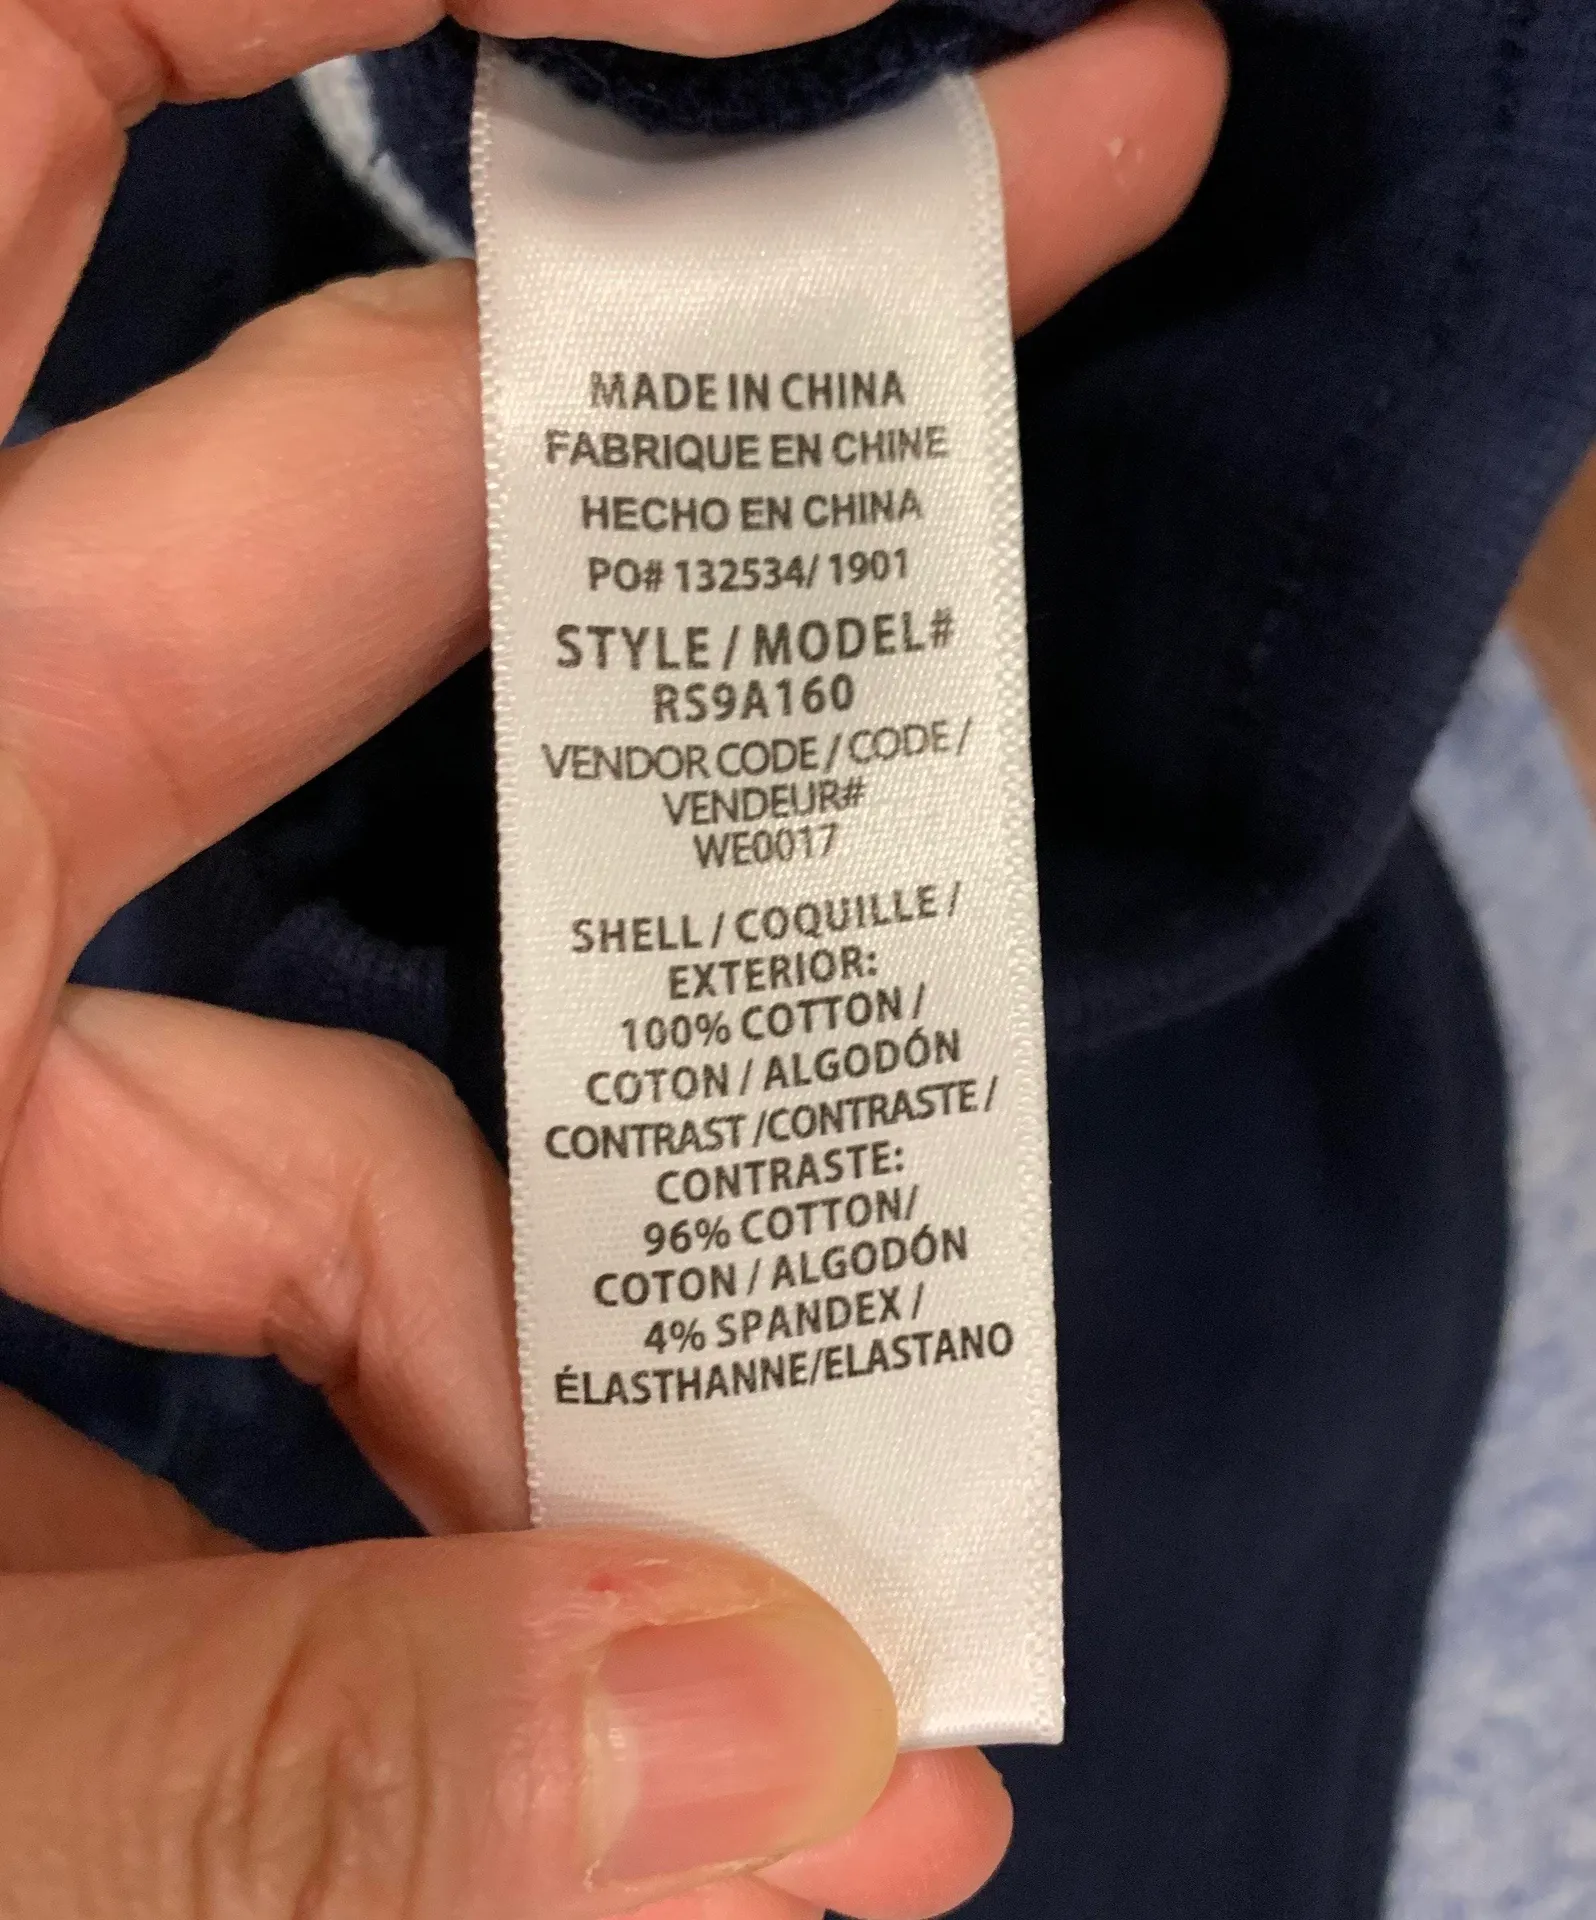 MADE IN CHINA
FABRIQUE EN CHINE
HECHO EN CHINA
PO# 132534/ 1901
STYLE / MODEL#
RS9A160
VENDOR CODE / CODE /
VENDEUR#
WE0017
SHELL / COQUILLE /
EXTERIOR:
100% COTTON /
COTON / ALGODÓN
CONTRAST /CONTRASTE /
CONTRASTE:
96% COTTON/
COTON / ALGODÓN
4% SPANDEX /
ÉLASTHANNE/ELASTANO